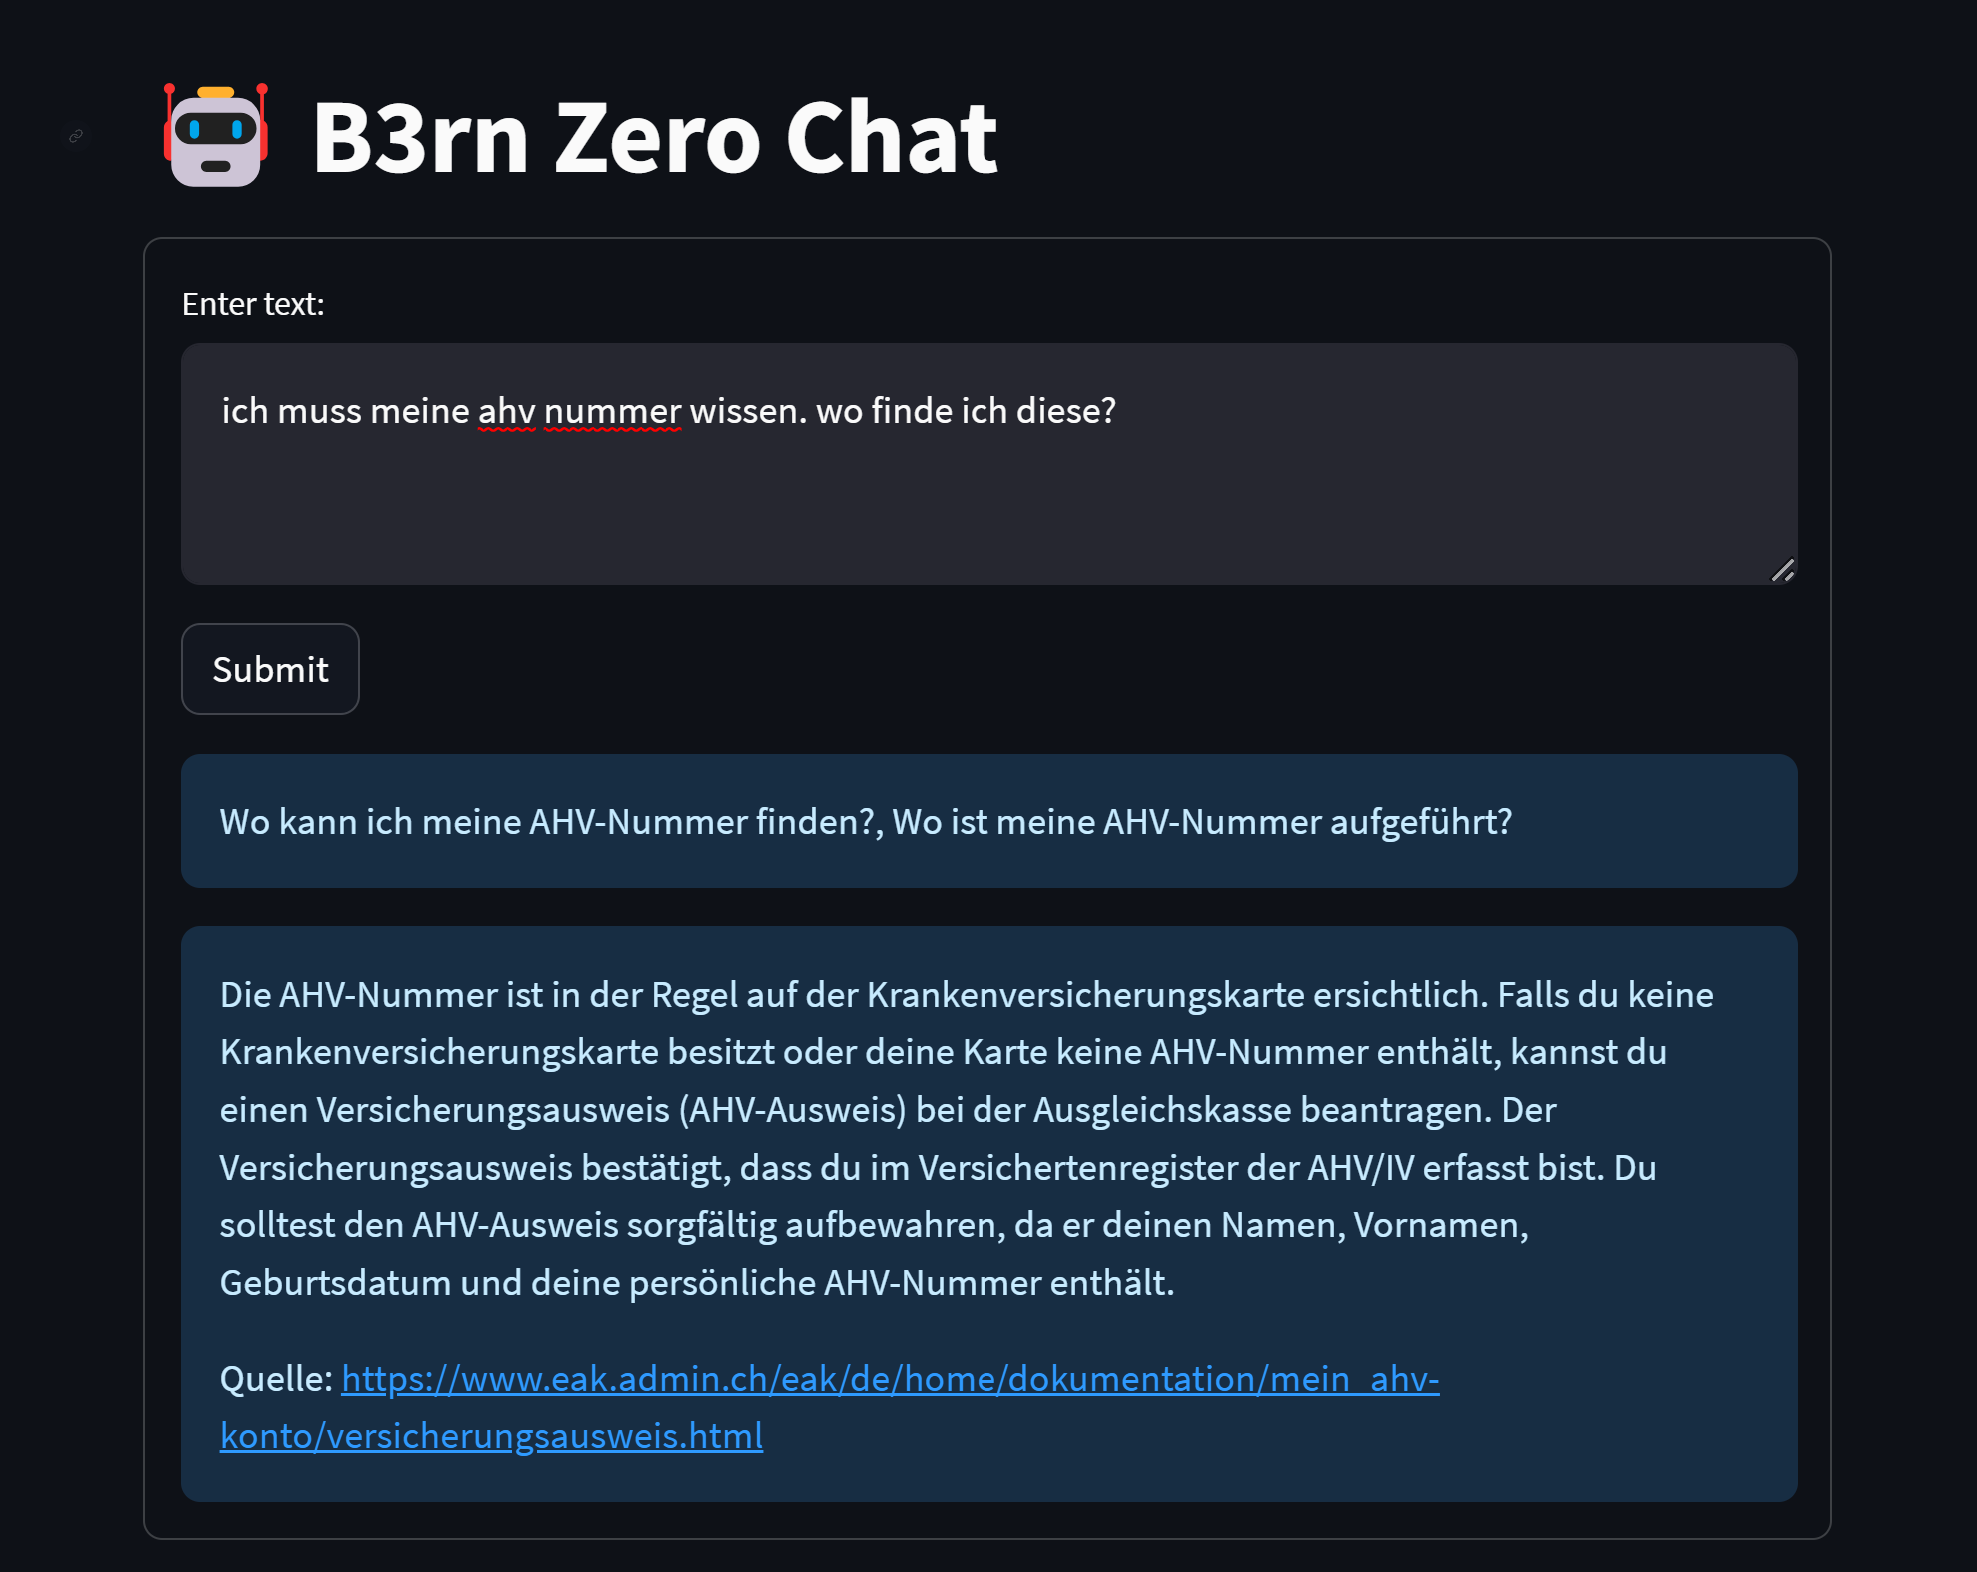 B3rn Zero Chat
Enter text:
ich muss meine ahv nummer wissen. wo finde ich diese?
Submit
Wo kann ich meine AHV-Nummer finden?, Wo ist meine AHV-Nummer aufgeführt?
Die AHV-Nummer ist in der Regel auf der Krankenversicherungskarte ersichtlich. Falls du keine
Krankenversicherungskarte besitzt oder deine Karte keine AHV-Nummer enthält, kannst du
einen Versicherungsausweis (AHV-Ausweis) bei der Ausgleichskasse beantragen. Der
Versicherungsausweis bestätigt, dass du im Versichertenregister der AHV/IV erfasst bist. Du
solltest den AHV-Ausweis sorgfältig aufbewahren, da er deinen Namen, Vornamen,
Geburtsdatum und deine persönliche AHV-Nummer enthält.
Quelle: https://www.eak.admin.ch/eak/de/home/dokumentation/mein_ahv-
konto/versicherungsausweis.html